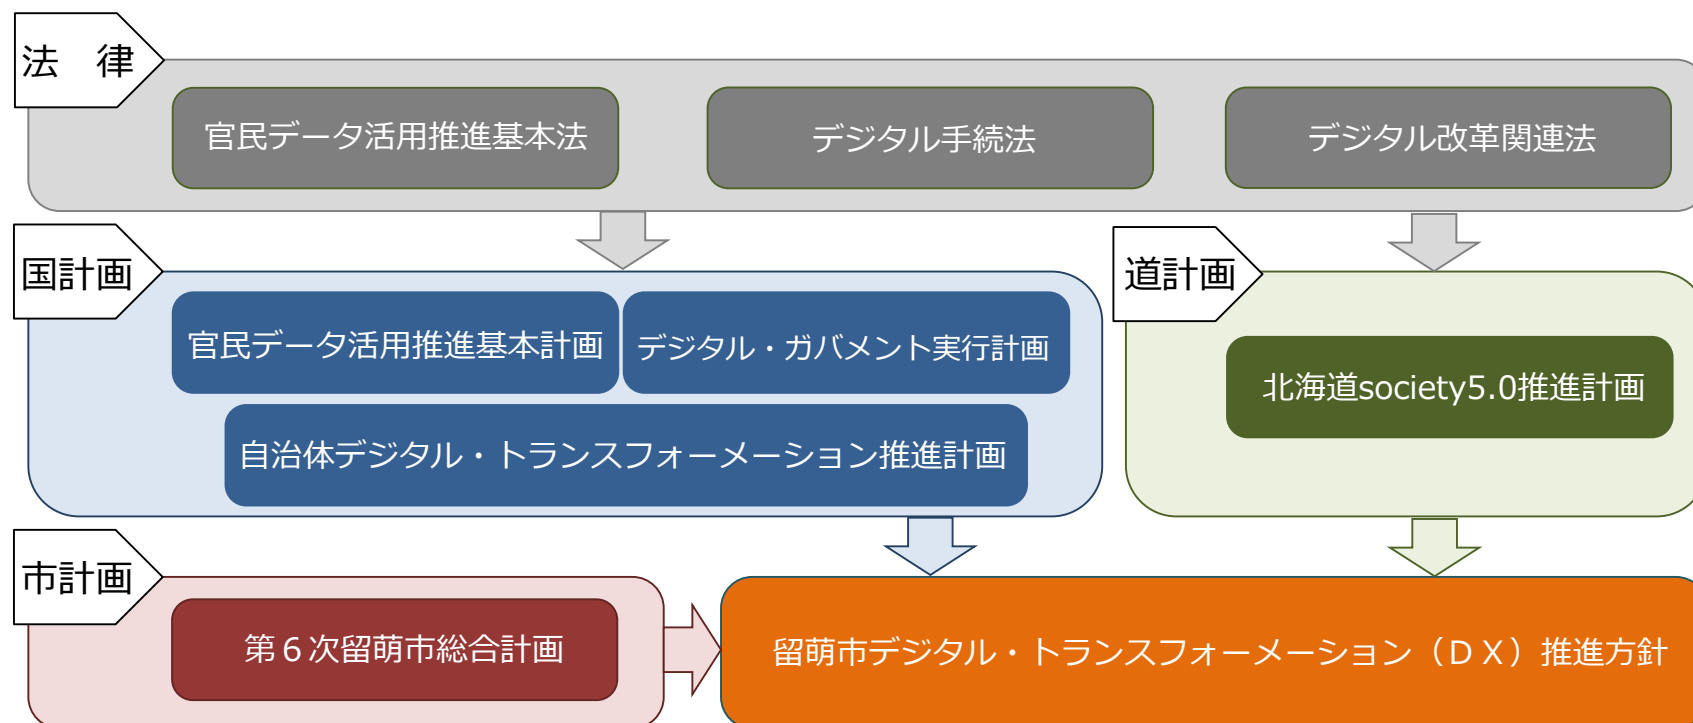 法　律
官民データ活用推進基本法
デジタル手続法
デジタル改革関連法
国計画
官民データ活用推進基本計画
デジタル・ガバメント実行計画
自治体デジタル・トランスフォーメーション推進計画
道計画
北海道society5.0推進計画
市計画
第６次留萌市総合計画
留萌市デジタル・トランスフォーメーション（ＤＸ）推進方針